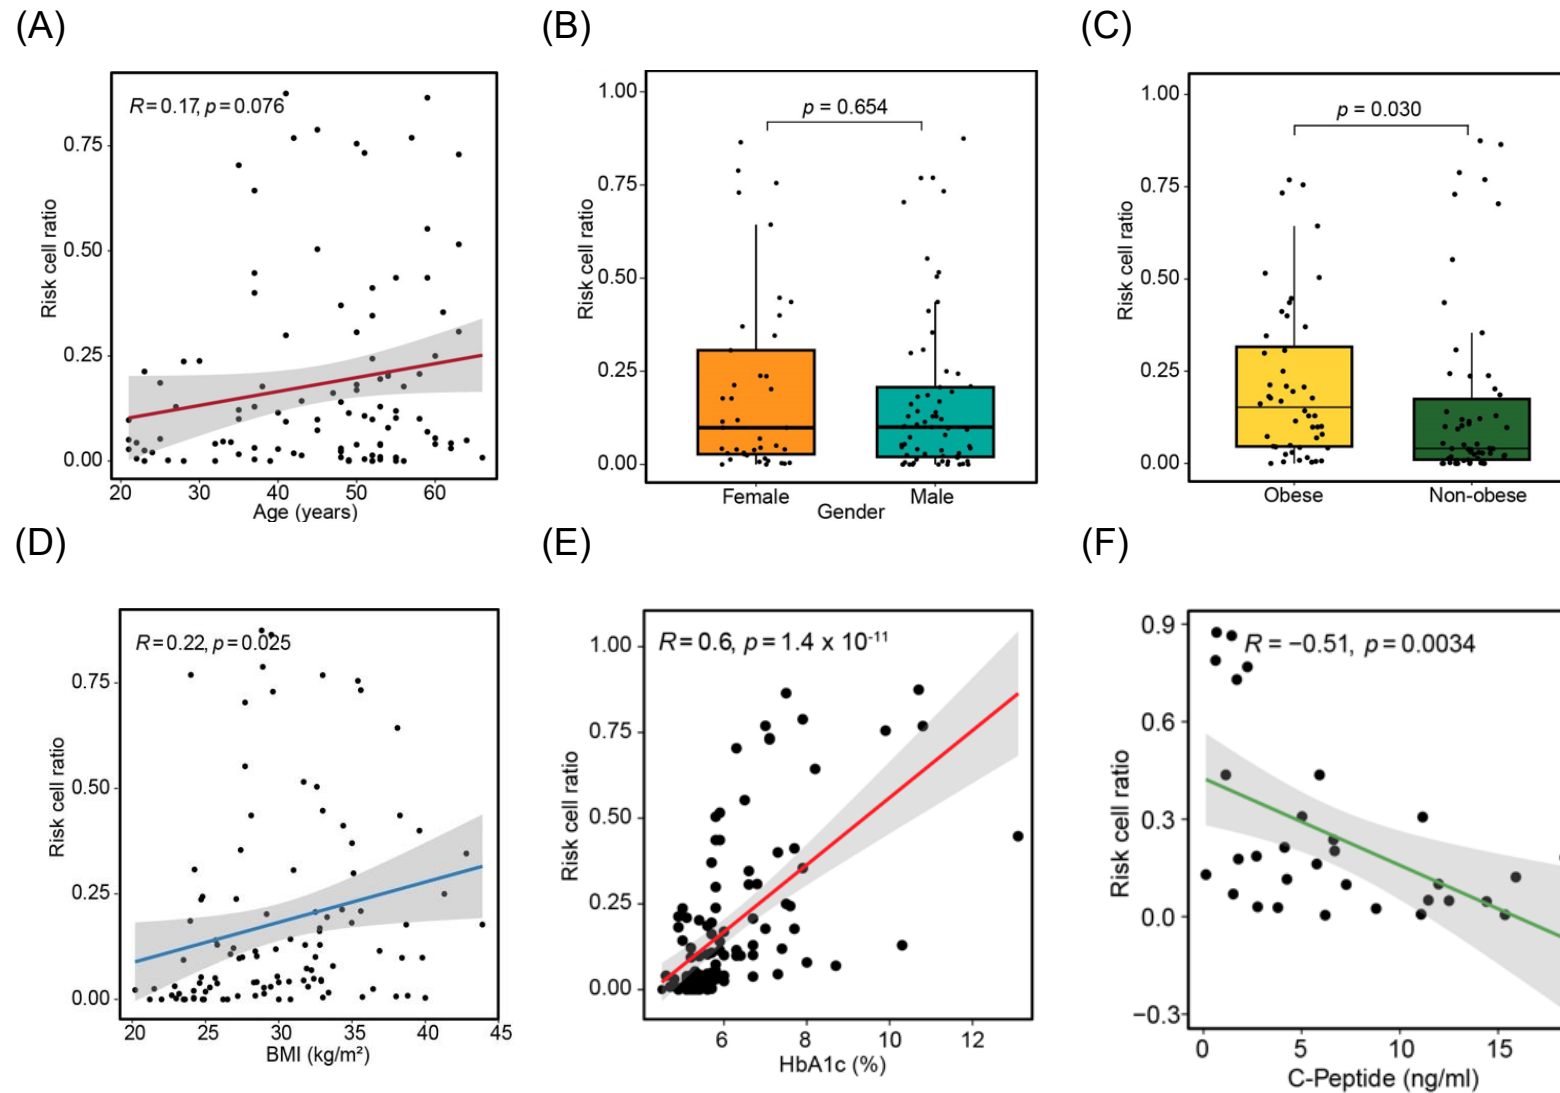 (A)
R=0.17, p=0.076
Risk cell ratio
0.75
0.50
0.25
0.00
20 30 40 50 60
Age (years)
(B)
p = 0.654
Risk cell ratio
1.00
0.75
0.50
0.25
0.00
Female Male
Gender
(C)
p = 0.030
Risk cell ratio
1.00
0.75
0.50
0.25
0.00
Obese Non-obese
(D)
R=0.22, p=0.025
Risk cell ratio
0.75
0.50
0.25
0.00
20 25 30 35 40 45
BMI (kg/m²)
(E)
R=0.6, p = 1.4 x 10⁻¹¹
Risk cell ratio
1.00
0.75
0.50
0.25
0.00
6 8 10 12
HbA1c (%)
(F)
R = −0.51, p=0.0034
Risk cell ratio
0.9
0.6
0.3
0.0
−0.3
0 5 10 15
C-Peptide (ng/ml)